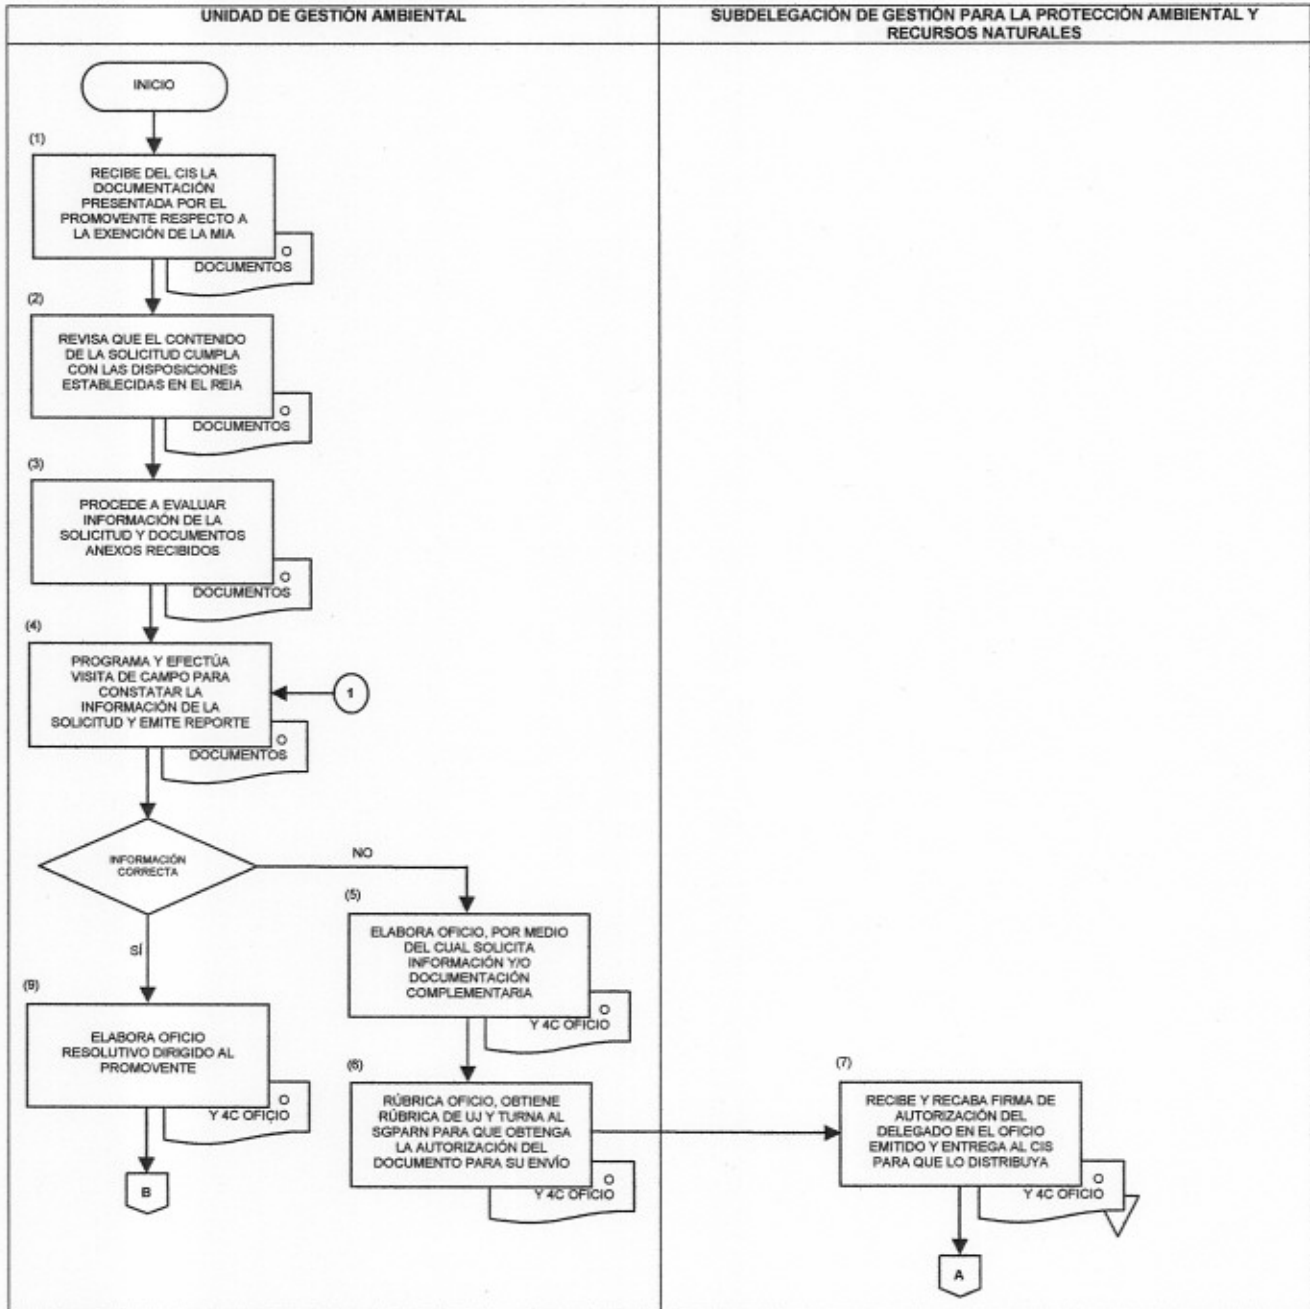 UNIDAD DE GESTIÓN AMBIENTAL
SUBDELEGACIÓN DE GESTIÓN PARA LA PROTECCIÓN AMBIENTAL Y
RECURSOS NATURALES
INICIO
(1)
RECIBE DEL CIS LA
DOCUMENTACIÓN
PRESENTADA POR EL
PROMOVENTE RESPECTO A
LA EXENCIÓN DE LA MIA
O
DOCUMENTOS
(2)
REVISA QUE EL CONTENIDO
DE LA SOLICITUD CUMPLA
CON LAS DISPOSICIONES
ESTABLECIDAS EN EL REIA
O
DOCUMENTOS
(3)
PROCEDE A EVALUAR
INFORMACIÓN DE LA
SOLICITUD Y DOCUMENTOS
ANEXOS RECIBIDOS
O
DOCUMENTOS
(4)
PROGRAMA Y EFECTÚA
VISITA DE CAMPO PARA
CONSTATAR LA
INFORMACIÓN DE LA
SOLICITUD Y EMITE REPORTE
1
O
DOCUMENTOS
INFORMACIÓN
CORRECTA
NO
SÍ
(5)
ELABORA OFICIO, POR MEDIO
DEL CUAL SOLICITA
INFORMACIÓN Y/O
DOCUMENTACIÓN
COMPLEMENTARIA
O
Y 4C OFICIO
(9)
ELABORA OFICIO
RESOLUTIVO DIRIGIDO AL
PROMOVENTE
O
Y 4C OFICIO
B
(6)
RÚBRICA OFICIO, OBTIENE
RÚBRICA DE UJ Y TURNA AL
SGPARN PARA QUE OBTENGA
LA AUTORIZACIÓN DEL
DOCUMENTO PARA SU ENVÍO
O
Y 4C OFICIO
(7)
RECIBE Y RECABA FIRMA DE
AUTORIZACIÓN DEL
DELEGADO EN EL OFICIO
EMITIDO Y ENTREGA AL CIS
PARA QUE LO DISTRIBUYA
O
Y 4C OFICIO
A